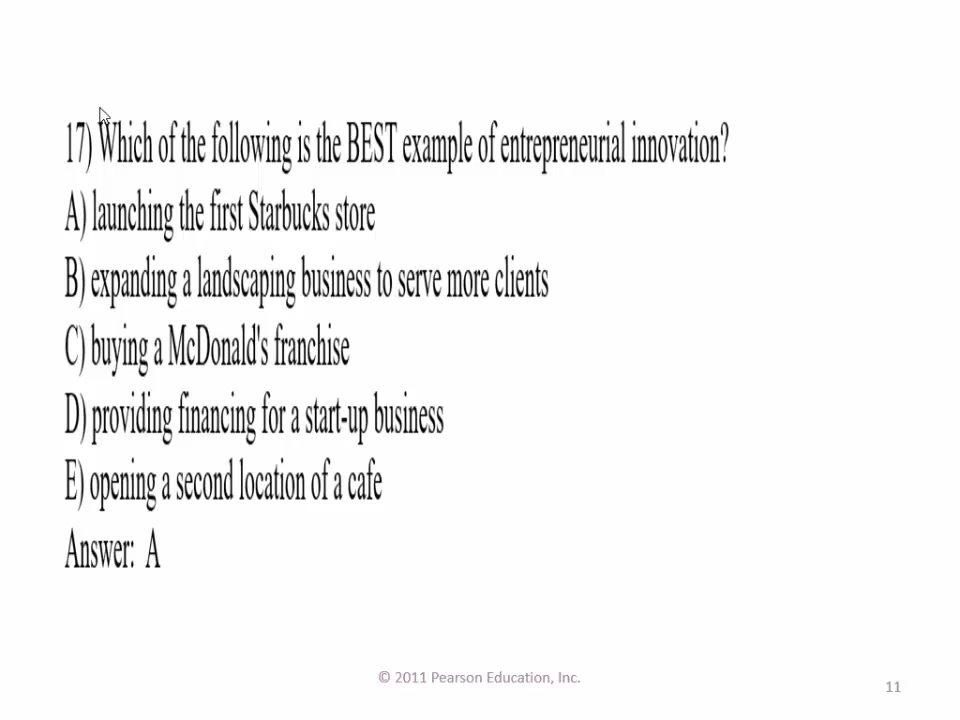 17) Which of the following is the BEST example of entrepreneurial innovation?
A) launching the first Starbucks store
B) expanding a landscaping business to serve more clients
C) buying a McDonald's franchise
D) providing financing for a start-up business
E) opening a second location of a cafe
Answer: A
© 2011 Pearson Education, Inc.
11